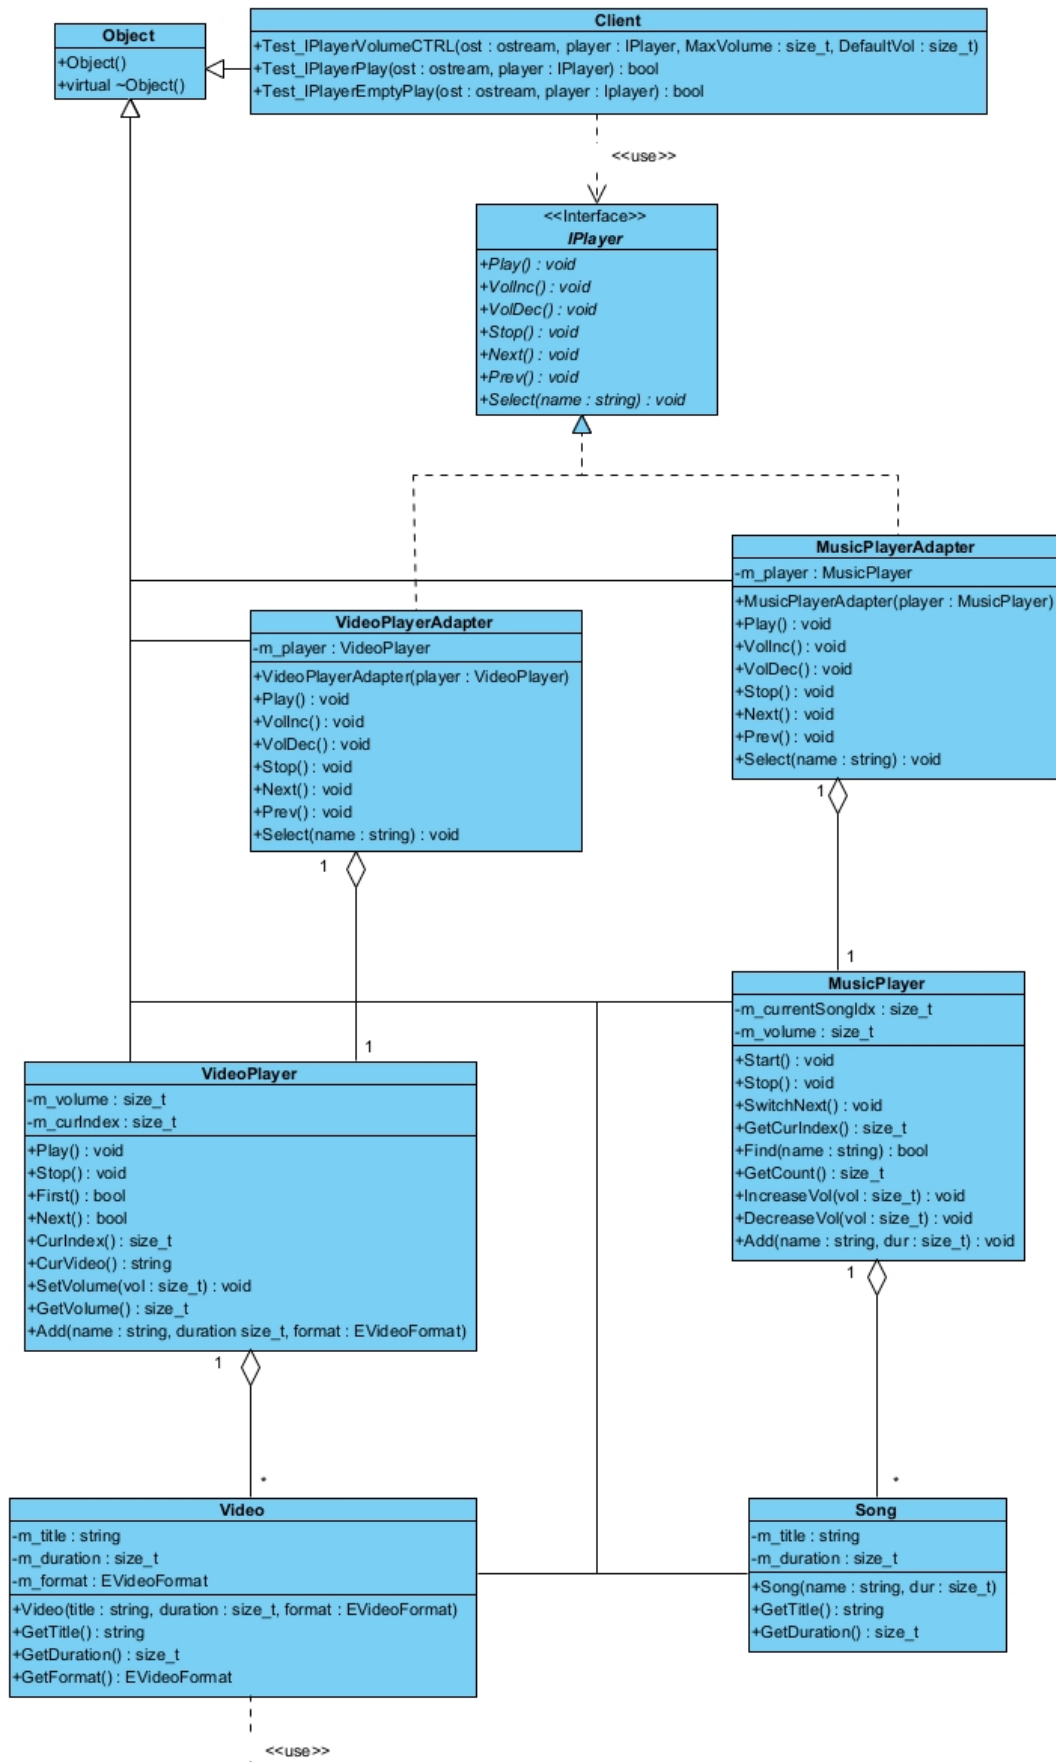 Object
+Object()
+virtual ~Object()
Client
+Test_IPlayerVolumeCTRL(ost : ostream, player : IPlayer, MaxVolume : size_t, DefaultVol : size_t)
+Test_IPlayerPlay(ost : ostream, player : IPlayer) : bool
+Test_IPlayerEmptyPlay(ost : ostream, player : Iplayer) : bool
<<use>>
<<Interface>>
IPlayer
+Play() : void
+VolInc() : void
+VolDec() : void
+Stop() : void
+Next() : void
+Prev() : void
+Select(name : string) : void
MusicPlayerAdapter
-m_player : MusicPlayer
+MusicPlayerAdapter(player : MusicPlayer)
+Play() : void
+VolInc() : void
+VolDec() : void
+Stop() : void
+Next() : void
+Prev() : void
+Select(name : string) : void
1
1
VideoPlayerAdapter
-m_player : VideoPlayer
+VideoPlayerAdapter(player : VideoPlayer)
+Play() : void
+VolInc() : void
+VolDec() : void
+Stop() : void
+Next() : void
+Prev() : void
+Select(name : string) : void
1
1
MusicPlayer
-m_currentSongIdx : size_t
-m_volume : size_t
+Start() : void
+Stop() : void
+SwitchNext() : void
+GetCurIndex() : size_t
+Find(name : string) : bool
+GetCount() : size_t
+IncreaseVol(vol : size_t) : void
+DecreaseVol(vol : size_t) : void
+Add(name : string, dur : size_t) : void
1
*
VideoPlayer
-m_volume : size_t
-m_curIndex : size_t
+Play() : void
+Stop() : void
+First() : bool
+Next() : bool
+CurIndex() : size_t
+CurVideo() : string
+SetVolume(vol : size_t) : void
+GetVolume() : size_t
+Add(name : string, duration size_t, format : EVideoFormat)
1
*
Video
-m_title : string
-m_duration : size_t
-m_format : EVideoFormat
+Video(title : string, duration : size_t, format : EVideoFormat)
+GetTitle() : string
+GetDuration() : size_t
+GetFormat() : EVideoFormat
<<use>>
Song
-m_title : string
-m_duration : size_t
+Song(name : string, dur : size_t)
+GetTitle() : string
+GetDuration() : size_t